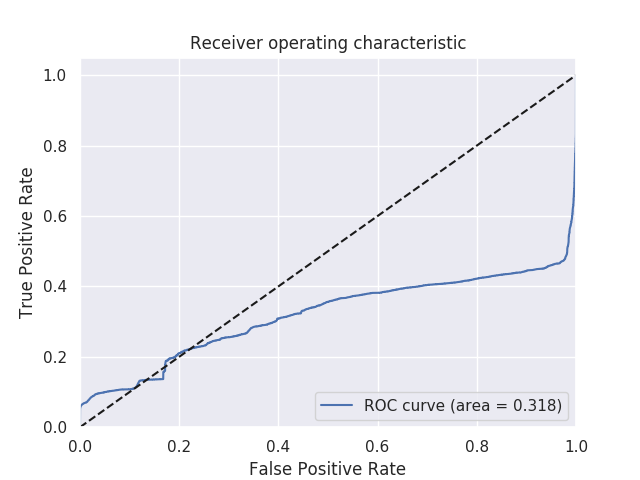 Receiver operating characteristic
True Positive Rate
1.0
0.8
0.6
0.4
0.2
0.0
ROC curve (area = 0.318)
0.0 0.2 0.4 0.6 0.8 1.0
False Positive Rate